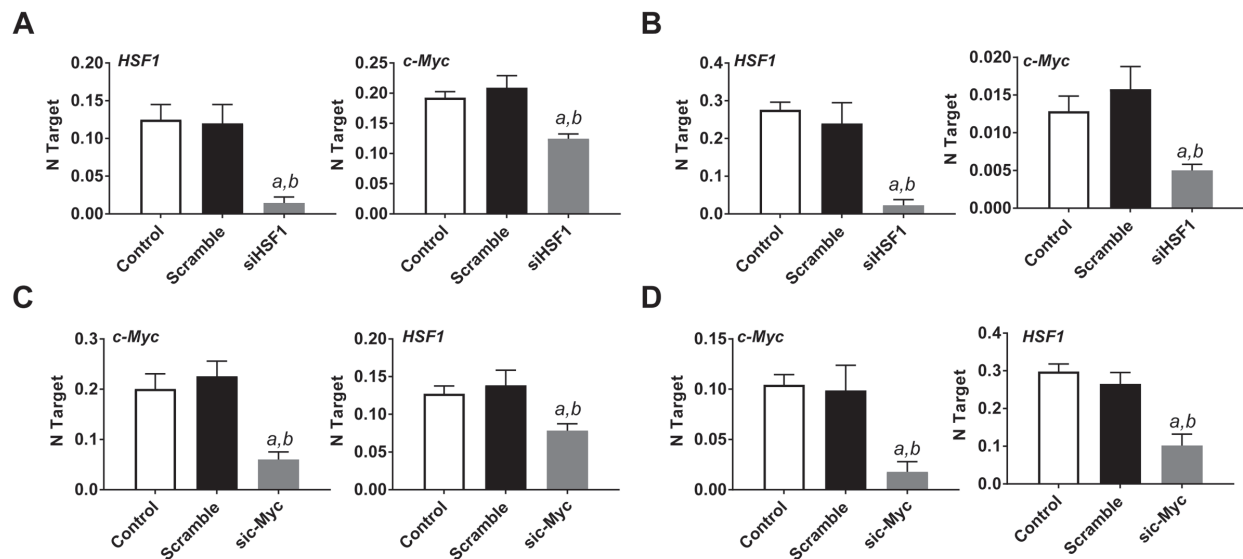 A
HSF1
N Target
0.20
0.15
0.10
0.05
0.00
a,b
Control
Scramble
siHSF1
c-Myc
N Target
0.25
0.20
0.15
0.10
0.05
0.00
a,b
Control
Scramble
siHSF1
B
HSF1
N Target
0.4
0.3
0.2
0.1
0.0
a,b
Control
Scramble
siHSF1
c-Myc
N Target
0.020
0.015
0.010
0.005
0.000
a,b
Control
Scramble
siHSF1
C
c-Myc
N Target
0.3
0.2
0.1
0.0
a,b
Control
Scramble
sic-Myc
HSF1
N Target
0.20
0.15
0.10
0.05
0.00
a,b
Control
Scramble
sic-Myc
D
c-Myc
N Target
0.15
0.10
0.05
0.00
a,b
Control
Scramble
sic-Myc
HSF1
N Target
0.4
0.3
0.2
0.1
0.0
a,b
Control
Scramble
sic-Myc